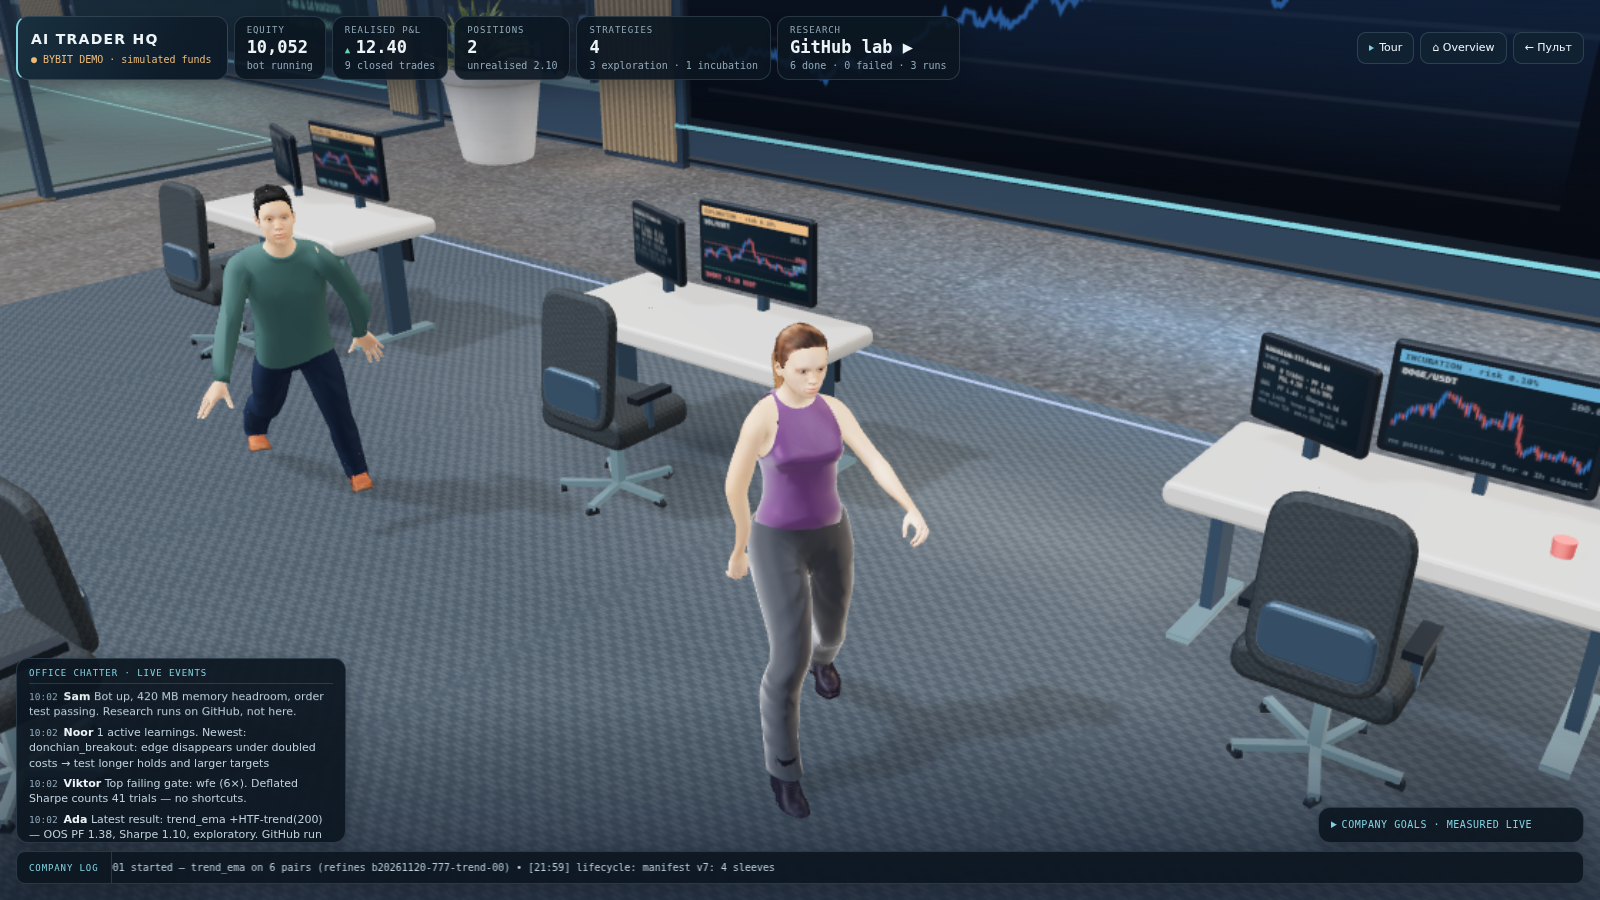 AI TRADER HQ
● BYBIT DEMO · simulated funds
EQUITY
10,052
bot running
REALISED P&L
▲ 12.40
9 closed trades
POSITIONS
2
unrealised 2.10
STRATEGIES
4
3 exploration · 1 incubation
RESEARCH
GitHub lab ▶
6 done · 0 failed · 3 runs
▸ Tour
⌂ Overview
← Пульт
INCUBATION · risk 0.10%
DOGE/USDT
no position · waiting for a 1h signal
OFFICE CHATTER · LIVE EVENTS
10:02 Sam Bot up, 420 MB memory headroom, order
test passing. Research runs on GitHub, not here.
10:02 Noor 1 active learnings. Newest:
donchian_breakout: edge disappears under doubled
costs → test longer holds and larger targets
10:02 Viktor Top failing gate: wfe (6×). Deflated
Sharpe counts 41 trials — no shortcuts.
10:02 Ada Latest result: trend_ema +HTF-trend(200)
— OOS PF 1.38, Sharpe 1.10, exploratory. GitHub run
▸ COMPANY GOALS · MEASURED LIVE
COMPANY LOG
01 started — trend_ema on 6 pairs (refines b20261120-777-trend-00) • [21:59] lifecycle: manifest v7: 4 sleeves